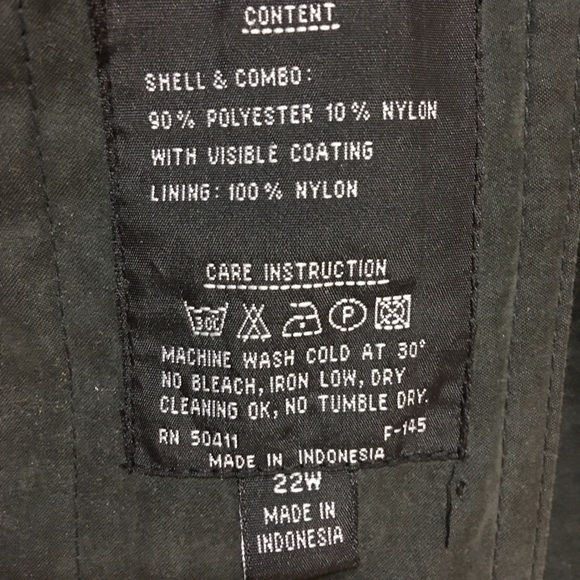 CONTENT
SHELL & COMBO:
90% POLYESTER 10% NYLON
WITH VISIBLE COATING
LINING: 100% NYLON
CARE INSTRUCTION
30C P
MACHINE WASH COLD AT 30°
NO BLEACH, IRON LOW, DRY
CLEANING OK, NO TUMBLE DRY.
RN 50411 F-145
MADE IN INDONESIA
22W
MADE IN
INDONESIA